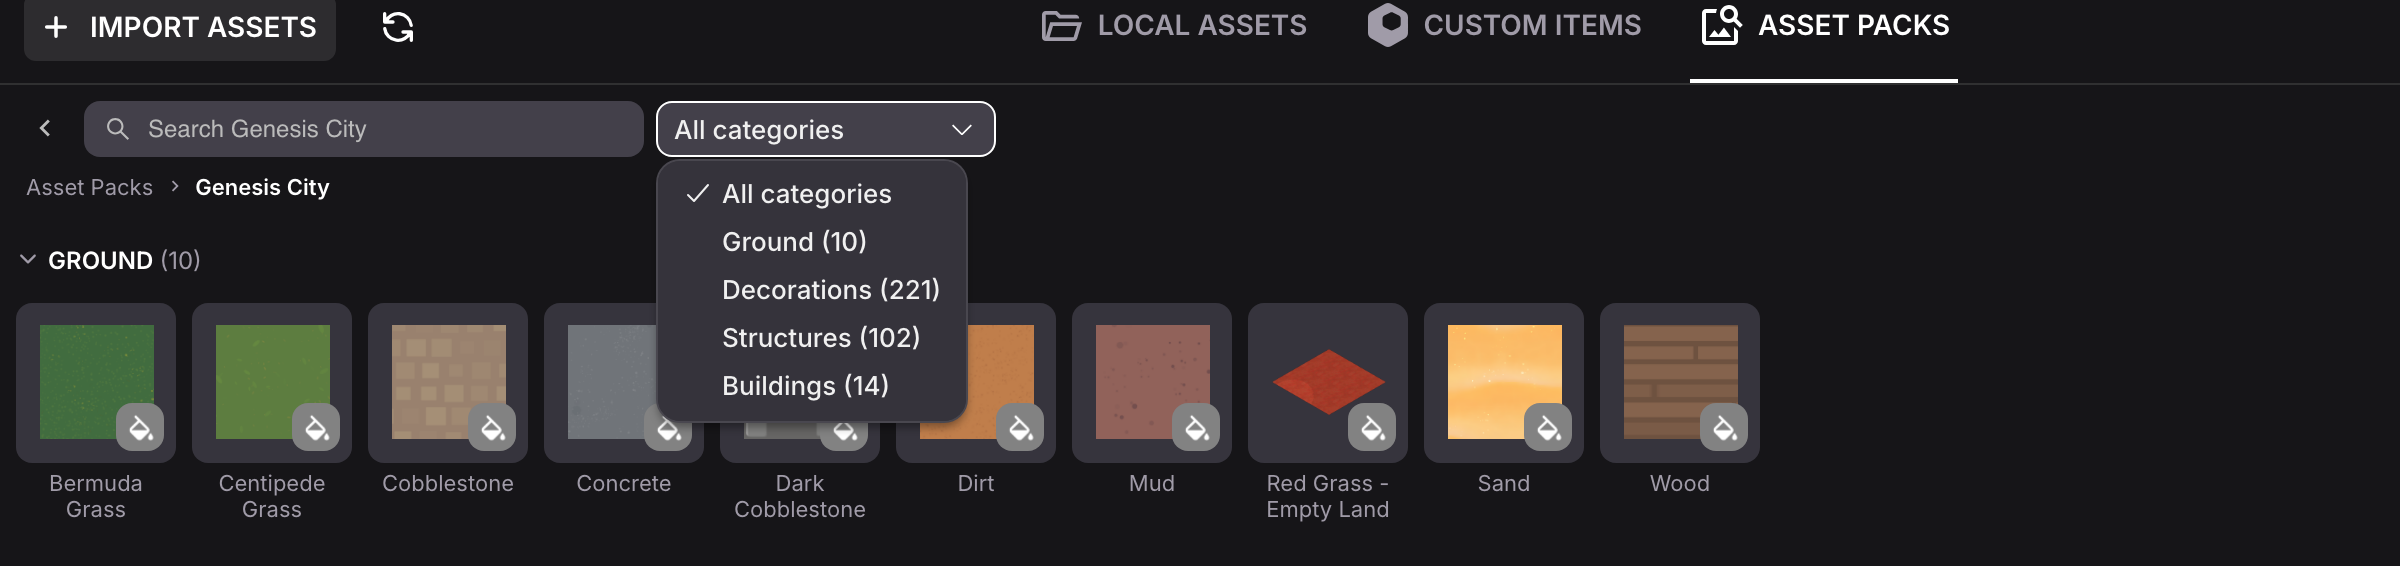 IMPORT ASSETS
LOCAL ASSETS
CUSTOM ITEMS
ASSET PACKS
Search Genesis City
All categories
Asset Packs > Genesis City
All categories
Ground (10)
Decorations (221)
Structures (102)
Buildings (14)
GROUND (10)
Bermuda
Grass
Centipede
Grass
Cobblestone
Concrete
Dark
Cobblestone
Dirt
Mud
Red Grass -
Empty Land
Sand
Wood